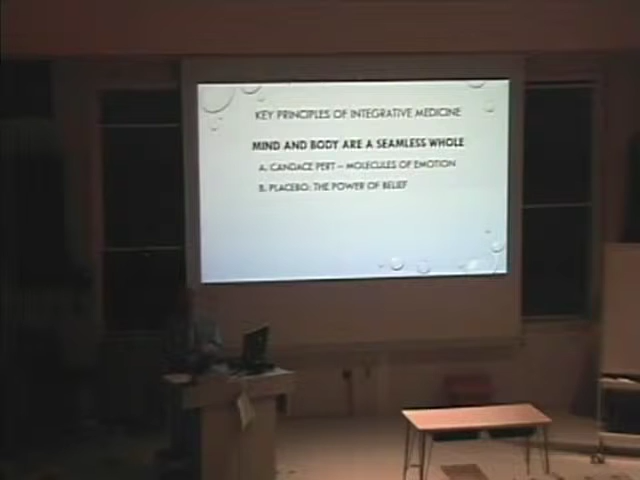 KEY PRINCIPLES OF INTEGRATIVE MEDICINE
MIND AND BODY ARE A SEAMLESS WHOLE
A. CANDACE PERT – MOLECULES OF EMOTION
B. PLACEBO: THE POWER OF BELIEF